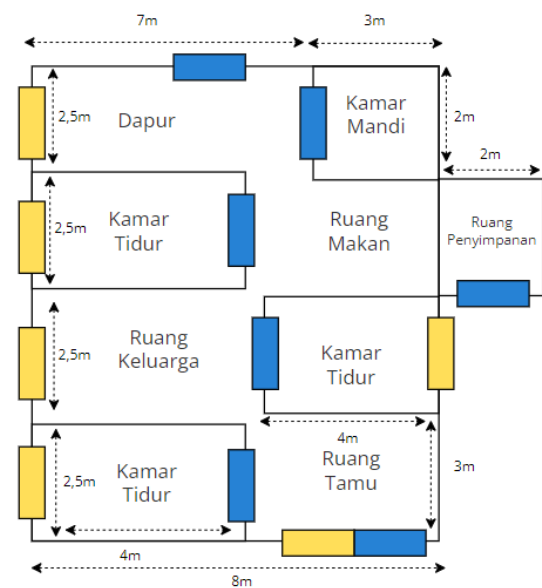 7m
3m
2,5m
Dapur
Kamar
Mandi
2m
2m
2,5m
Kamar
Tidur
Ruang
Makan
Ruang
Penyimpanan
2,5m
Ruang
Keluarga
Kamar
Tidur
4m
2,5m
Kamar
Tidur
Ruang
Tamu
3m
4m
8m